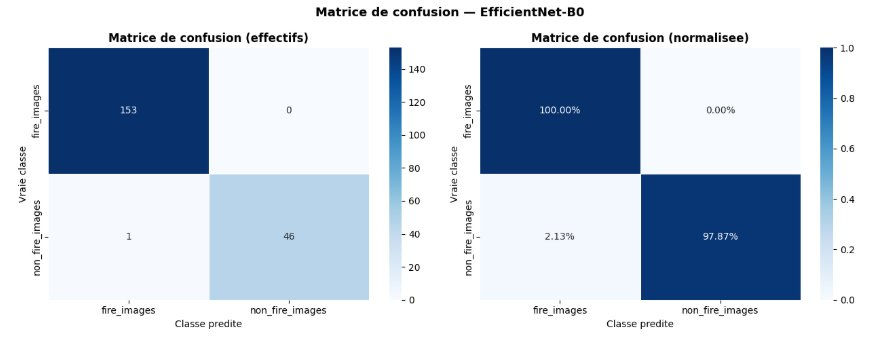 Matrice de confusion — EfficientNet-B0
Matrice de confusion (effectifs)
fire_images
non_fire_images
Vraie classe
153
0
1
46
fire_images
non_fire_images
Classe predite
140
120
100
80
60
40
20
0
Matrice de confusion (normalisee)
fire_images
non_fire_images
Vraie classe
100.00%
0.00%
2.13%
97.87%
fire_images
non_fire_images
Classe predite
1.0
0.8
0.6
0.4
0.2
0.0